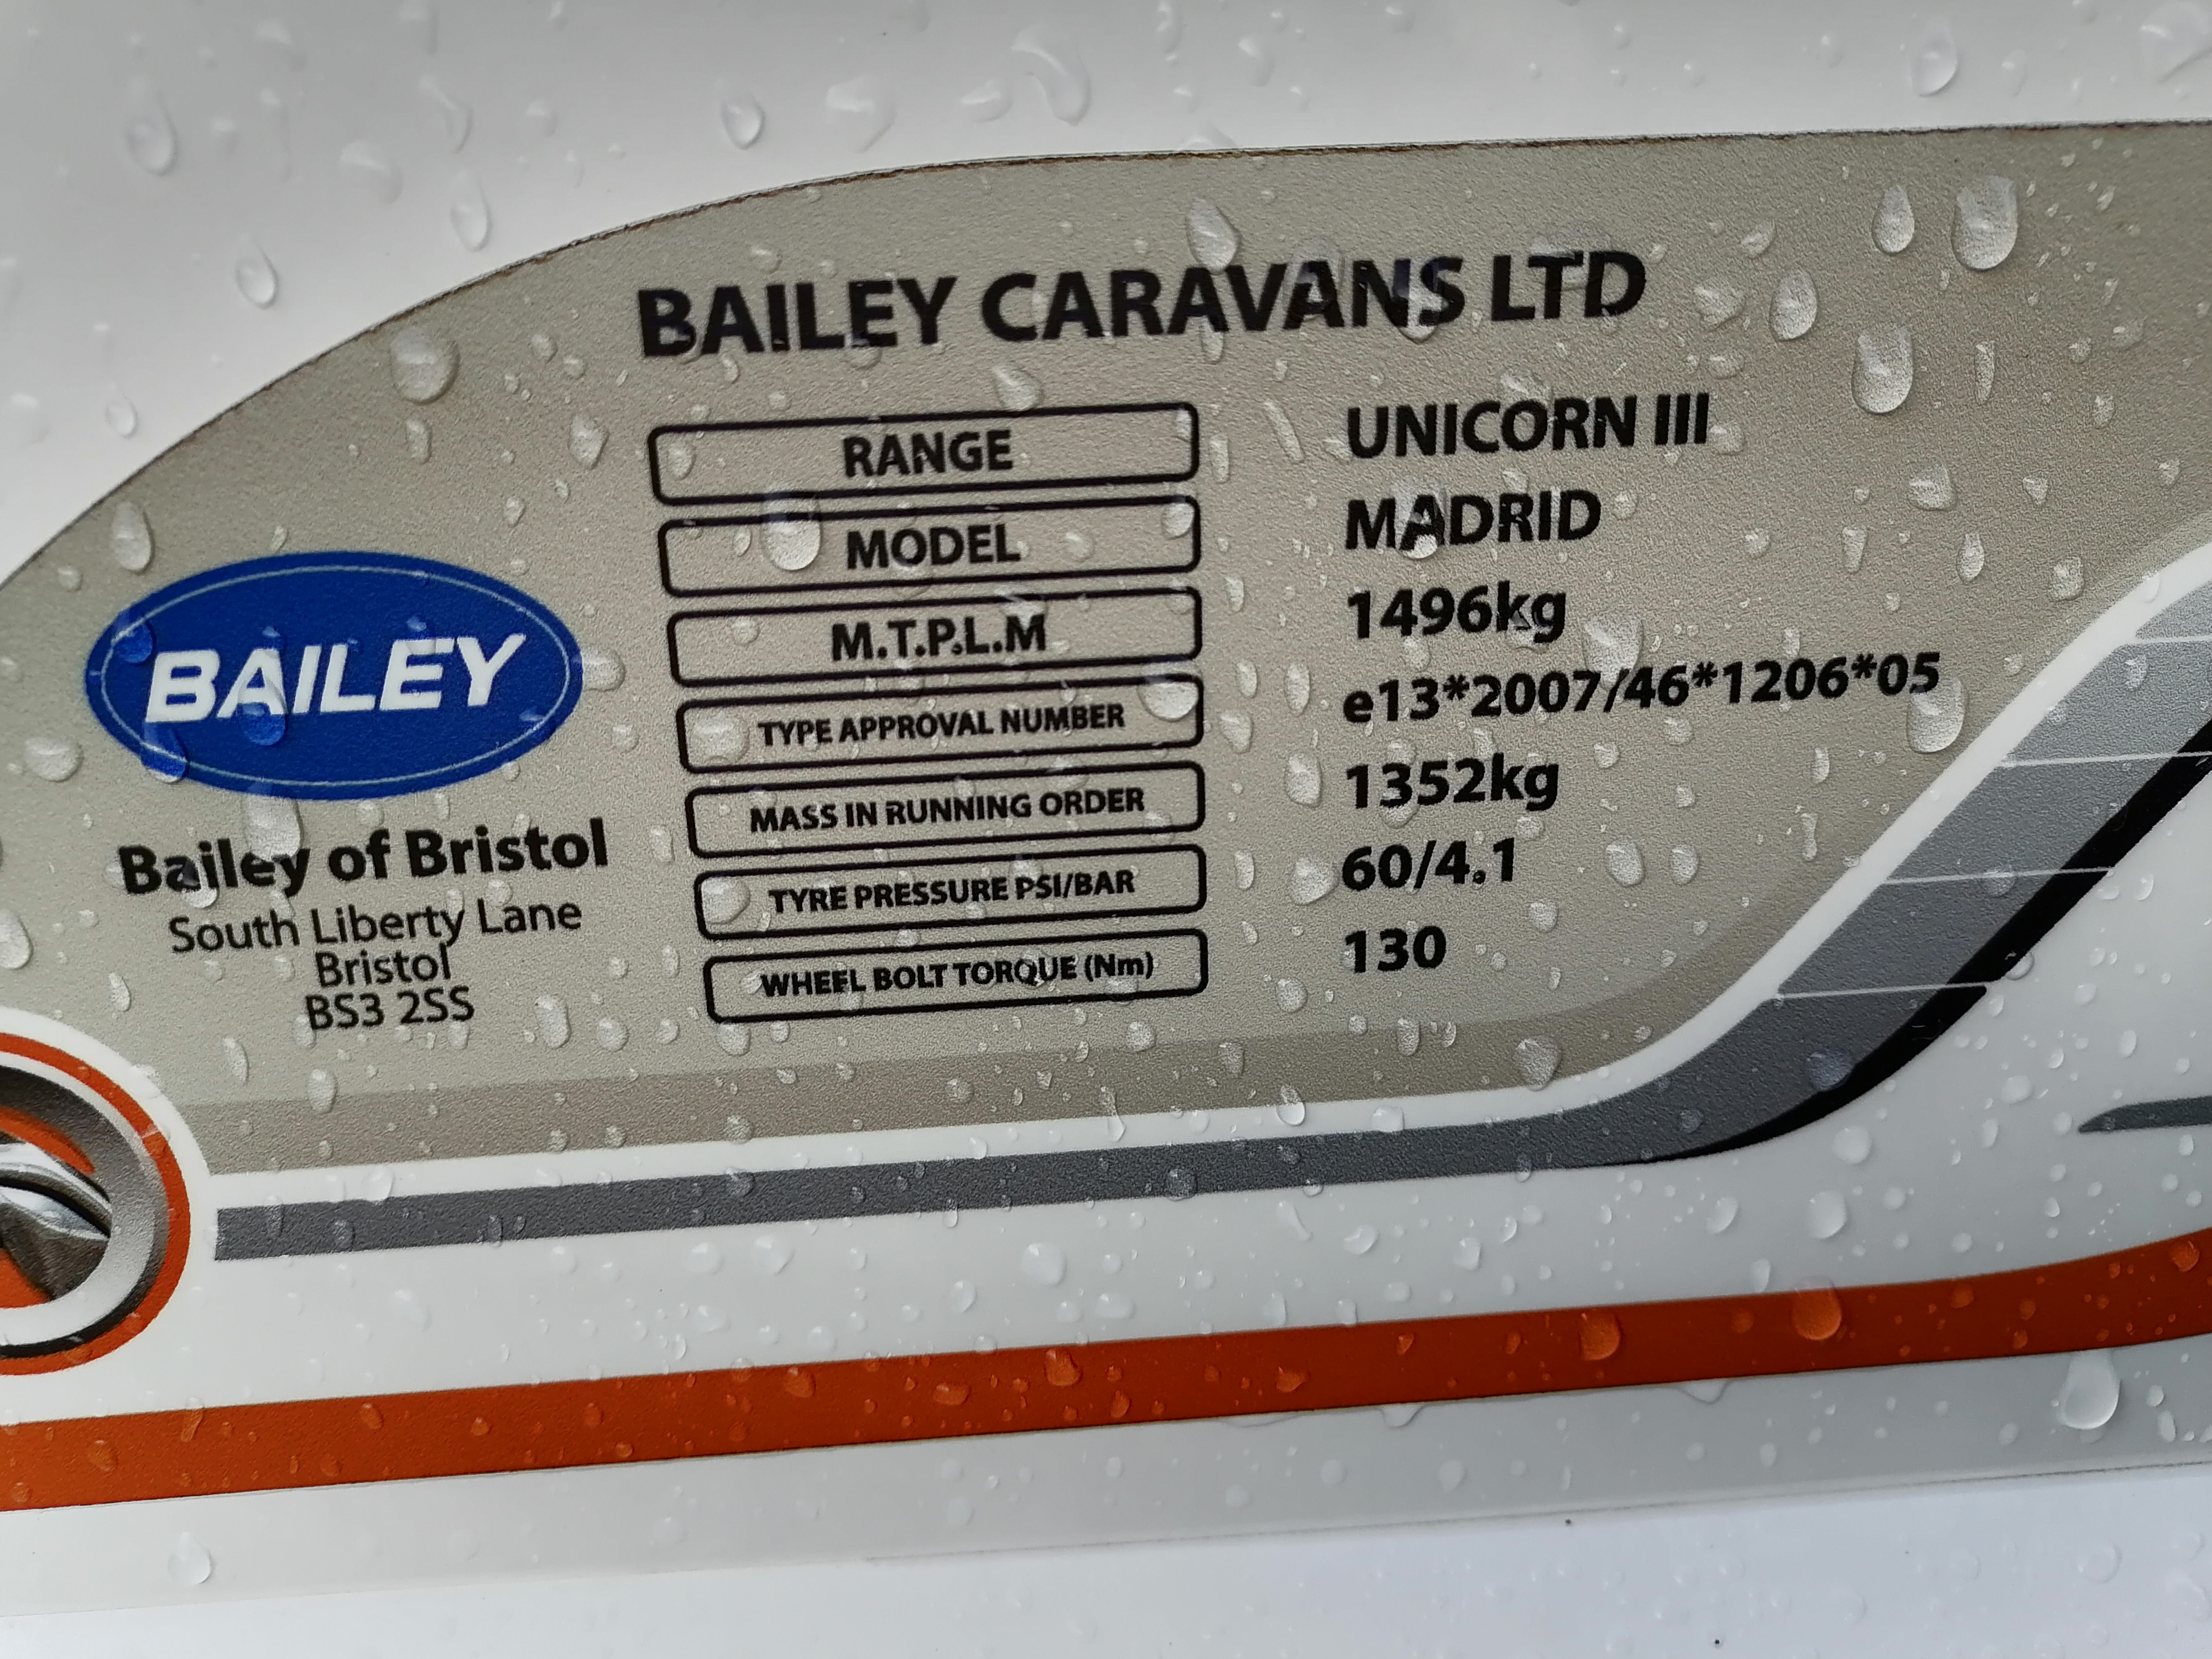 BAILEY CARAVANS LTD
RANGE UNICORN III
MODEL MADRID
M.T.P.L.M 1496kg
TYPE APPROVAL NUMBER e13*2007/46*1206*05
MASS IN RUNNING ORDER 1352kg
TYRE PRESSURE PSI/BAR 60/4.1
WHEEL BOLT TORQUE (Nm) 130
BAILEY
Bailey of Bristol
South Liberty Lane
Bristol
BS3 2SS